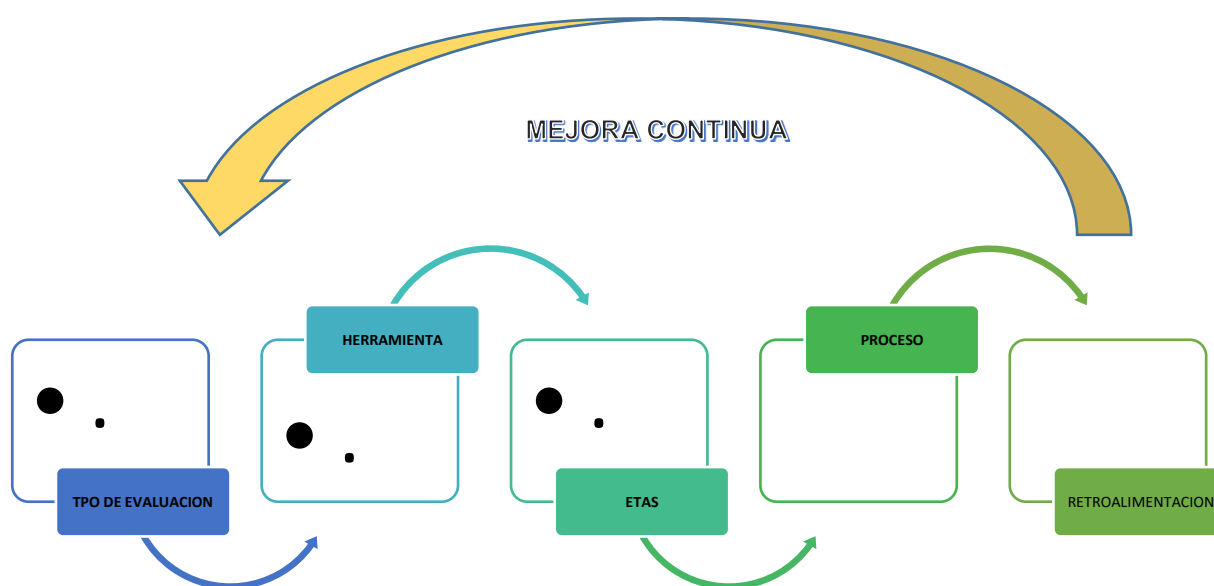 MEJORA CONTINUA
HERRAMIENTA
PROCESO
TPO DE EVALUACION
ETAS
RETROALIMENTACION